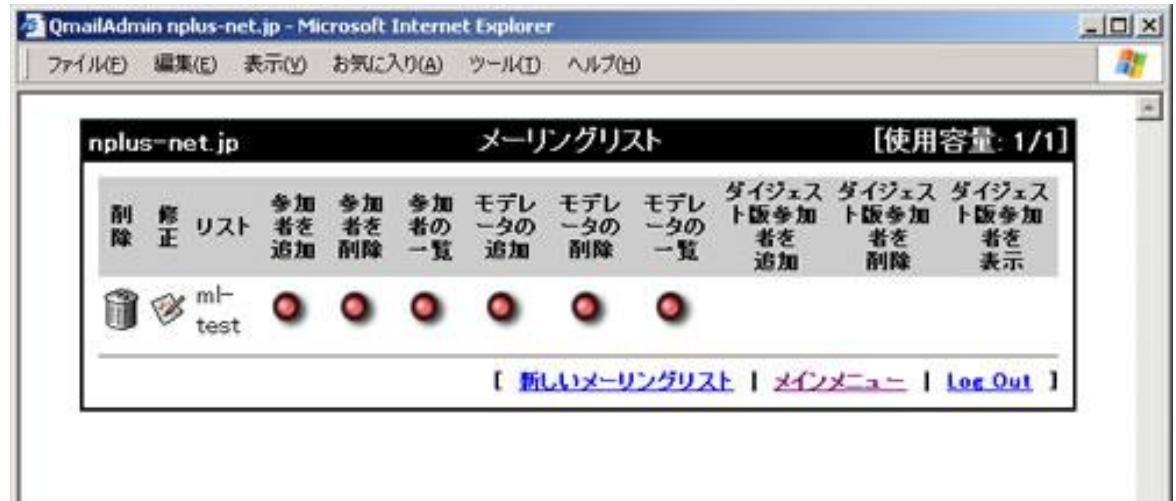 QmailAdmin nplus-net.jp - Microsoft Internet Explorer
ファイル(F) 編集(E) 表示(V) お気に入り(A) ツール(T) ヘルプ(H)
nplus-net.jp メーリングリスト [使用容量: 1/1]
削
除
修
正
リスト
参加
者を
追加
参加
者を
削除
参加
者の
一覧
モデレ
ータの
追加
モデレ
ータの
削除
モデレ
ータの
一覧
ダイジェス
ト版参加
者を
追加
ダイジェス
ト版参加
者を
削除
ダイジェス
ト版参加
者を
表示
ml-
test
[ 新しいメーリングリスト | メインメニュー | Log Out ]